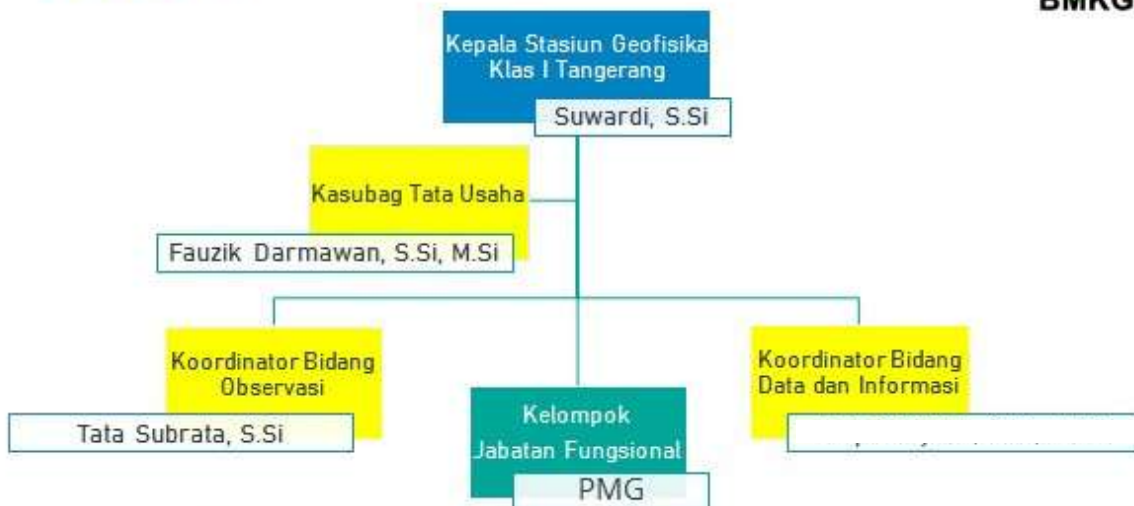 BMKG
Kepala Stasiun Geofisika
Klas I Tangerang
Suwardi, S.Si
Kasubag Tata Usaha
Fauzik Darmawan, S.Si, M.Si
Koordinator Bidang
Observasi
Tata Subrata, S.Si
Kelompok
Jabatan Fungsional
PMG
Koordinator Bidang
Data dan Informasi